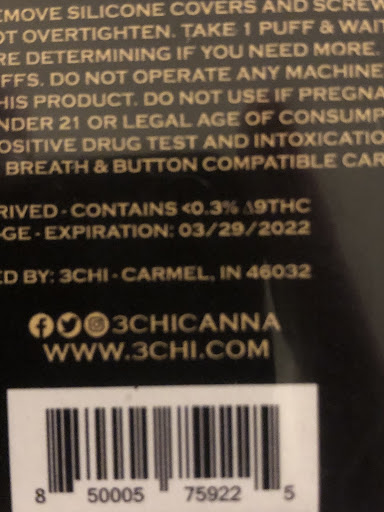 EMOVE SILICONE COVERS AND SCREW
OT OVERTIGHTEN. TAKE 1 PUFF & WAIT
RE DETERMINING IF YOU NEED MORE.
FFS. DO NOT OPERATE ANY MACHINE
HIS PRODUCT. DO NOT USE IF PREGNA
NDER 21 OR LEGAL AGE OF CONSUMP
OSITIVE DRUG TEST AND INTOXICATIO
BREATH & BUTTON COMPATIBLE CAR
RIVED - CONTAINS <0.3% Δ9THC
GE - EXPIRATION: 03/29/2022
ED BY: 3CHI - CARMEL, IN 46032
3CHICANNA
WWW.3CHI.COM
8 50005 75922 5